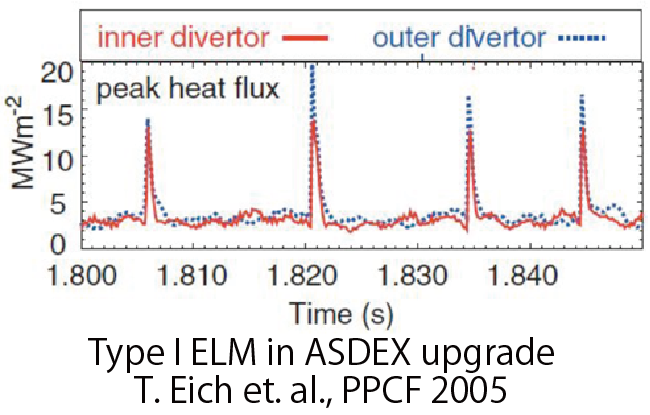 inner divertor outer divertor
peak heat flux
MWm-2
20
15
10
5
0
1.800 1.810 1.820 1.830 1.840
Time (s)
Type I ELM in ASDEX upgrade
T. Eich et. al., PPCF 2005